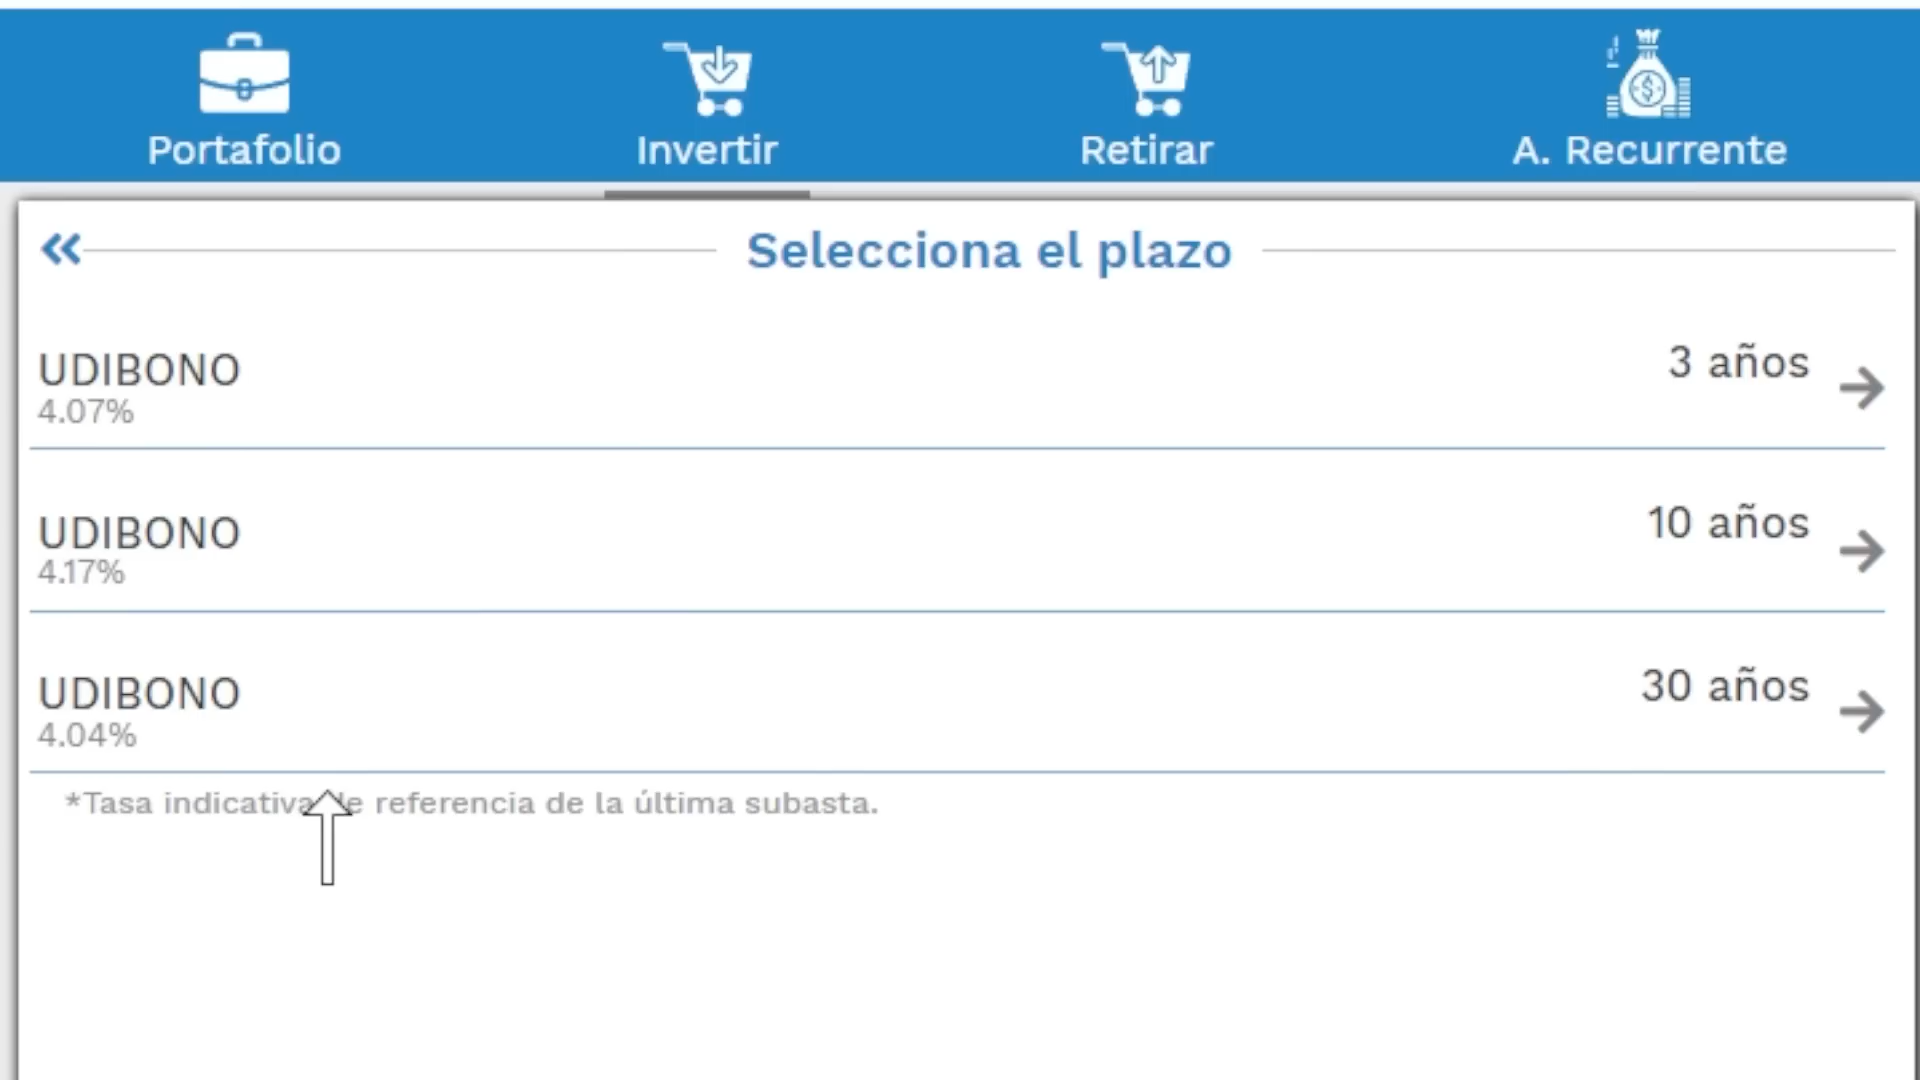 Portafolio
Invertir
Retirar
A. Recurrente
Selecciona el plazo
UDIBONO
3 años
4.07%
UDIBONO
10 años
4.17%
UDIBONO
30 años
4.04%
*Tasa indicativa de referencia de la última subasta.